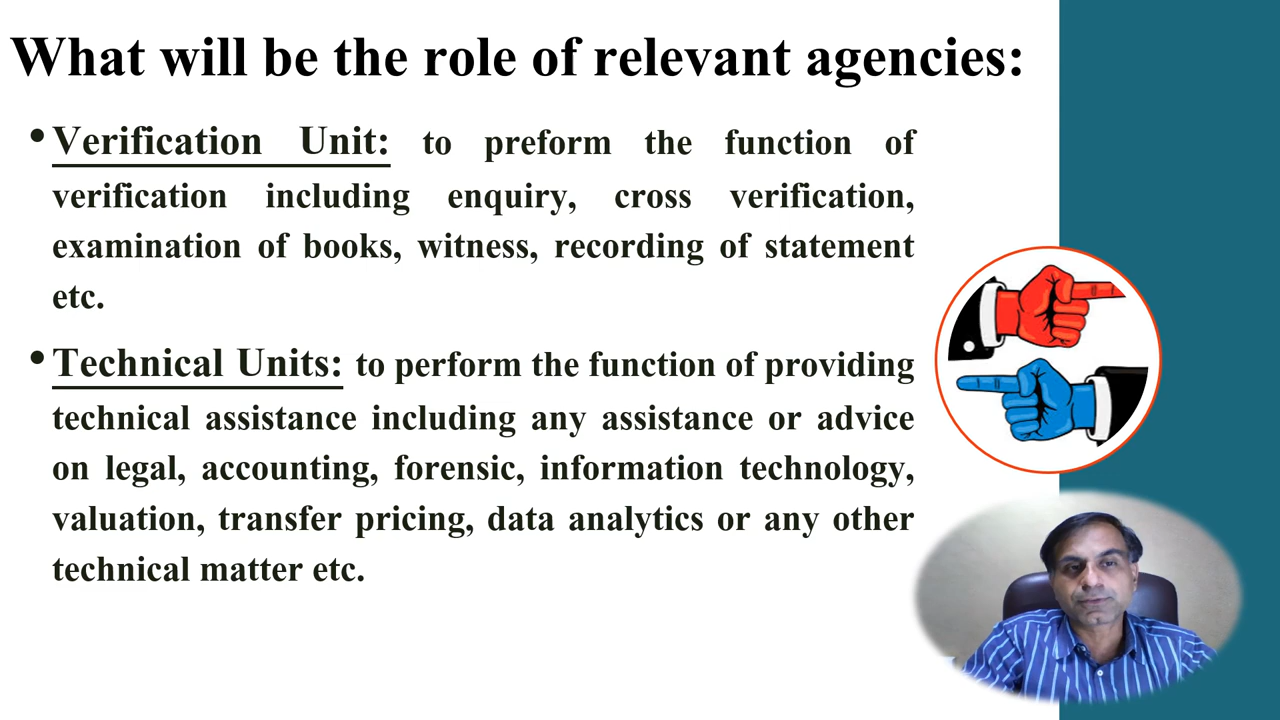 What will be the role of relevant agencies:
• Verification Unit: to preform the function of
verification including enquiry, cross verification,
examination of books, witness, recording of statement
etc.
• Technical Units: to perform the function of providing
technical assistance including any assistance or advice
on legal, accounting, forensic, information technology,
valuation, transfer pricing, data analytics or any other
technical matter etc.